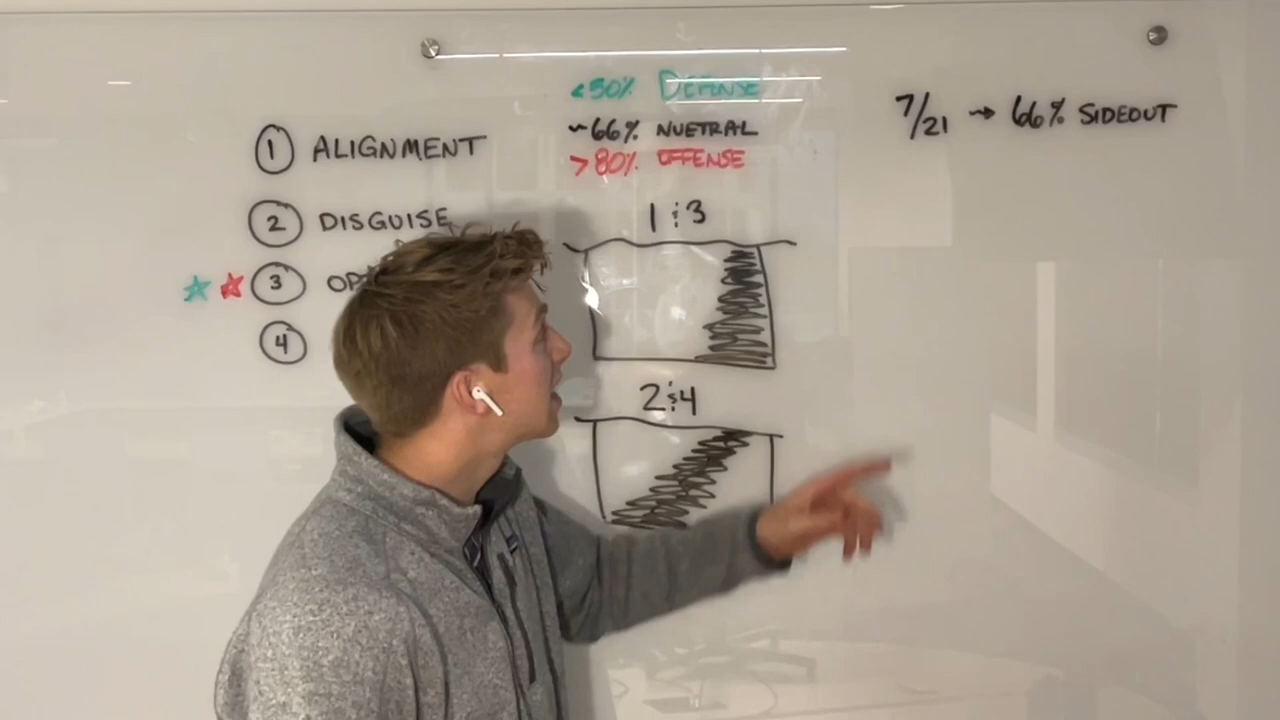 ① ALIGNMENT
② DISGUISE
③
④
<50% DEFENSE
~66% NUETRAL
>80% OFFENSE
1 & 3
2 & 4
7/21 → 66% SIDEOUT